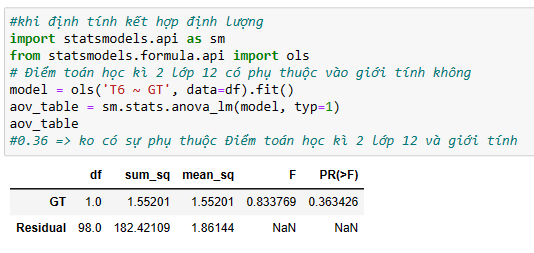 #khi định tính kết hợp định lượng
import statsmodels.formula.api as sm
from statsmodels.formula.api import ols
# Điểm toán học kì 2 lớp 12 có phụ thuộc vào giới tính không
model = ols('T6 ~ GT', data=df).fit()
aov_table = sm.stats.anova_lm(model, typ=1)
aov_table
#0.36 => ko có sự phụ thuộc Điểm toán học kì 2 lớp 12 và giới tính
df sum_sq mean_sq F PR(>F)
GT 1.0 1.55201 1.55201 0.833769 0.363426
Residual 98.0 182.42109 1.86144 NaN NaN